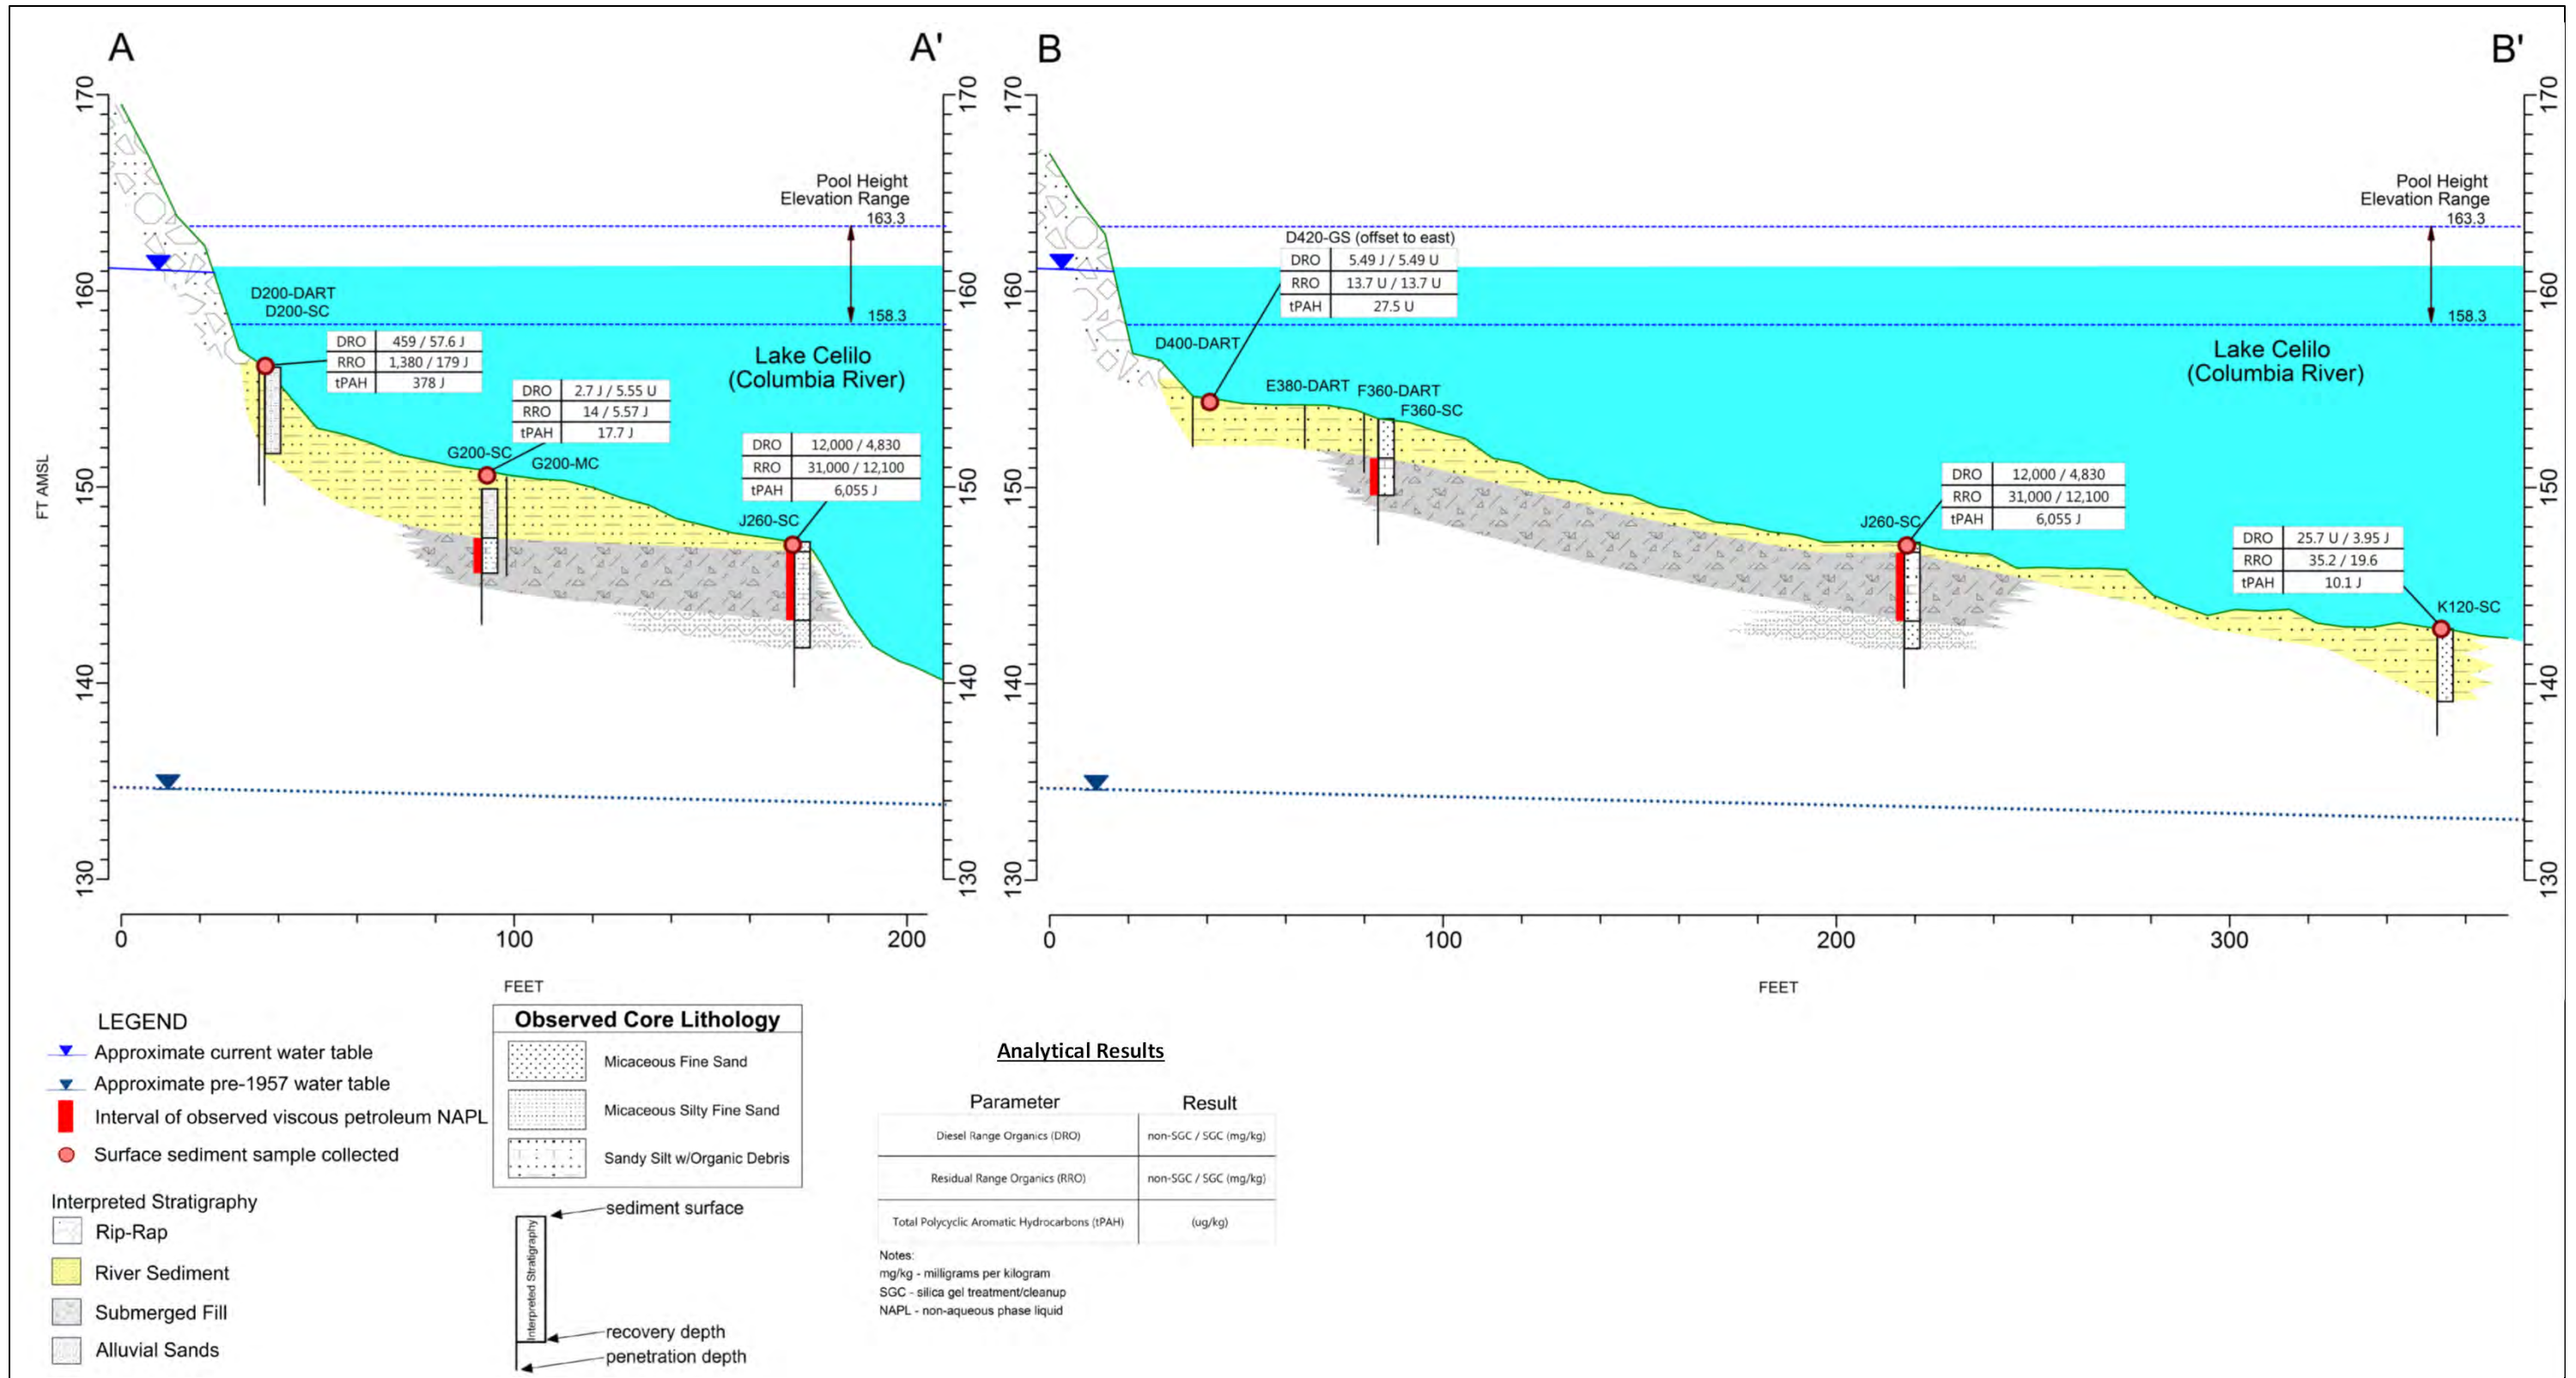 A
A'
170
160
150
140
130
FT AMSL
170
160
150
140
130
Pool Height
Elevation Range
163.3
158.3
Lake Celilo
(Columbia River)
D200-DART
D200-SC
DRO 459 / 57.6 J
RRO 1,380 / 179 J
tPAH 378 J
DRO 2.7 J / 5.55 U
RRO 14 / 5.57 J
tPAH 17.7 J
G200-SC
G200-MC
DRO 12,000 / 4,830
RRO 31,000 / 12,100
tPAH 6,055 J
J260-SC
0 100 200
FEET
B
B'
170
160
150
140
130
170
160
150
140
130
Pool Height
Elevation Range
163.3
158.3
Lake Celilo
(Columbia River)
D420-GS (offset to east)
DRO 5.49 J / 5.49 U
RRO 13.7 U / 13.7 U
tPAH 27.5 U
D400-DART
E380-DART
F360-DART
F360-SC
DRO 12,000 / 4,830
RRO 31,000 / 12,100
tPAH 6,055 J
J260-SC
DRO 25.7 U / 3.95 J
RRO 35.2 / 19.6
tPAH 10.1 J
K120-SC
0 100 200 300
FEET
LEGEND
Approximate current water table
Approximate pre-1957 water table
Interval of observed viscous petroleum NAPL
Surface sediment sample collected
Interpreted Stratigraphy
Rip-Rap
River Sediment
Submerged Fill
Alluvial Sands
Observed Core Lithology
Micaceous Fine Sand
Micaceous Silty Fine Sand
Sandy Silt w/Organic Debris
Interpreted Stratigraphy
sediment surface
recovery depth
penetration depth
Analytical Results
Parameter Result
Diesel Range Organics (DRO) non-SGC / SGC (mg/kg)
Residual Range Organics (RRO) non-SGC / SGC (mg/kg)
Total Polycyclic Aromatic Hydrocarbons (tPAH) (ug/kg)
Notes:
mg/kg - milligrams per kilogram
SGC - silica gel treatment/cleanup
NAPL - non-aqueous phase liquid